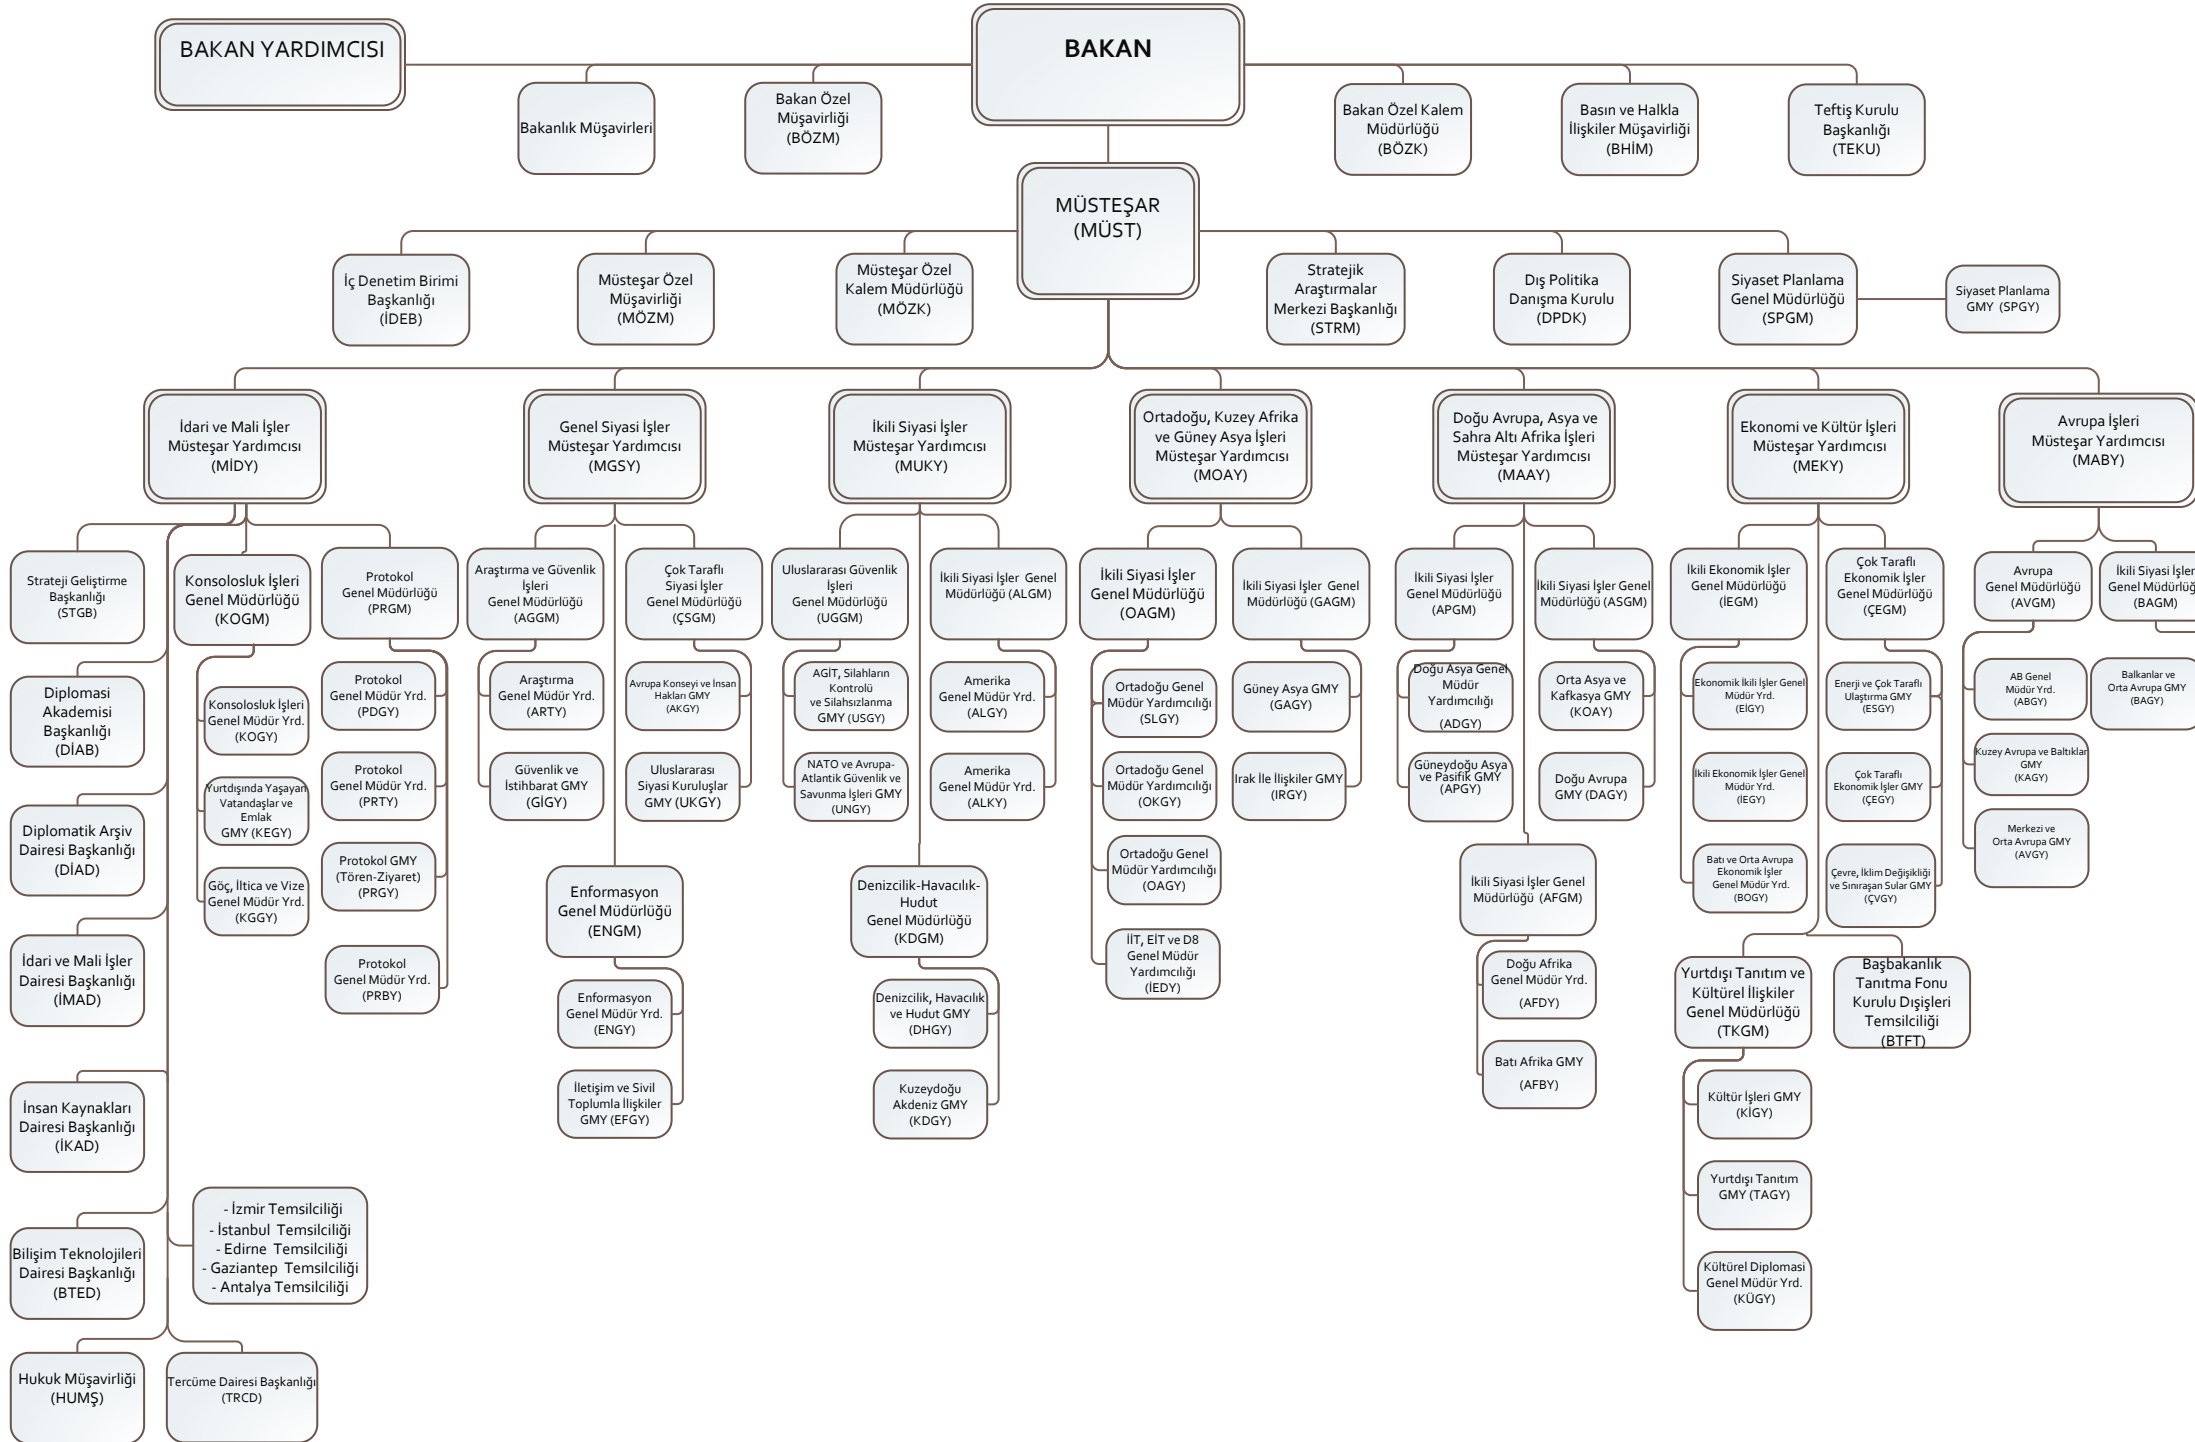 BAKAN YARDIMCISI
BAKAN
Bakanlık Müşavirleri
Bakan Özel
Müşavirliği
(BÖZM)
Bakan Özel Kalem
Müdürlüğü
(BÖZK)
Basın ve Halkla
İlişkiler Müşavirliği
(BHİM)
Teftiş Kurulu
Başkanlığı
(TEKU)
MÜSTEŞAR
(MÜST)
İç Denetim Birimi
Başkanlığı
(İDEB)
Müsteşar Özel
Müşavirliği
(MÖZM)
Müsteşar Özel
Kalem Müdürlüğü
(MÖZK)
Stratejik
Araştırmalar
Merkezi Başkanlığı
(STRM)
Dış Politika
Danışma Kurulu
(DPDK)
Siyaset Planlama
Genel Müdürlüğü
(SPGM)
Siyaset Planlama
GMY (SPGY)
İdari ve Mali İşler
Müsteşar Yardımcısı
(MİDY)
Genel Siyasi İşler
Müsteşar Yardımcısı
(MGSY)
İkili Siyasi İşler
Müsteşar Yardımcısı
(MUKY)
Ortadoğu, Kuzey Afrika
ve Güney Asya İşleri
Müsteşar Yardımcısı
(MOAY)
Doğu Avrupa, Asya ve
Sahra Altı Afrika İşleri
Müsteşar Yardımcısı
(MAAY)
Ekonomi ve Kültür İşleri
Müsteşar Yardımcısı
(MEKY)
Avrupa İşleri
Müsteşar Yardımcısı
(MABY)
Strateji Geliştirme
Başkanlığı
(STGB)
Konsolosluk İşleri
Genel Müdürlüğü
(KOGM)
Protokol
Genel Müdürlüğü
(PRGM)
Araştırma ve Güvenlik
İşleri
Genel Müdürlüğü
(AGGM)
Çok Taraflı
Siyasi İşler
Genel Müdürlüğü
(ÇSGM)
Uluslararası Güvenlik
İşleri
Genel Müdürlüğü
(UGGM)
İkili Siyasi İşler Genel
Müdürlüğü (ALGM)
İkili Siyasi İşler
Genel Müdürlüğü
(OAGM)
İkili Siyasi İşler Genel
Müdürlüğü (GAGM)
İkili Siyasi İşler
Genel Müdürlüğü
(APGM)
İkili Siyasi İşler Genel
Müdürlüğü (ASGM)
İkili Ekonomik İşler
Genel Müdürlüğü
(İEGM)
Çok Taraflı
Ekonomik İşler
Genel Müdürlüğü
(ÇEGM)
Avrupa
Genel Müdürlüğü
(AVGM)
İkili Siyasi İşler
Genel Müdürlüğ
(BAGM)
Diplomasi
Akademisi
Başkanlığı
(DİAB)
Konsolosluk İşleri
Genel Müdür Yrd.
(KOGY)
Protokol
Genel Müdür Yrd.
(PDGY)
Araştırma
Genel Müdür Yrd.
(ARTY)
Avrupa Konseyi ve İnsan
Hakları GMY
(AKGY)
AGİT, Silahların
Kontrolü
ve Silahsızlanma
GMY (USGY)
Amerika
Genel Müdür Yrd.
(ALGY)
Ortadoğu Genel
Müdür Yardımcılığı
(SLGY)
Güney Asya GMY
(GAGY)
Doğu Asya Genel
Müdür
Yardımcılığı
(ADGY)
Orta Asya ve
Kafkasya GMY
(KOAY)
Ekonomik İkili İşler Genel
Müdür Yrd.
(EİGY)
Enerji ve Çok Taraflı
Ulaştırma GMY
(ESGY)
AB Genel
Müdür Yrd.
(ABGY)
Balkanlar ve
Orta Avrupa GMY
(BAGY)
Yurtdışında Yaşayan
Vatandaşlar ve
Emlak
GMY (KEGY)
Protokol
Genel Müdür Yrd.
(PRTY)
Güvenlik ve
İstihbarat GMY
(GİGY)
Uluslararası
Siyasi Kuruluşlar
GMY (UKGY)
NATO ve Avrupa-
Atlantik Güvenlik ve
Savunma İşleri GMY
(UNGY)
Amerika
Genel Müdür Yrd.
(ALKY)
Ortadoğu Genel
Müdür Yardımcılığı
(OKGY)
Irak İle İlişkiler GMY
(IRGY)
Güneydoğu Asya
ve Pasifik GMY
(APGY)
Doğu Avrupa
GMY (DAGY)
İkili Ekonomik İşler Genel
Müdür Yrd.
(İEGY)
Çok Taraflı
Ekonomik İşler GMY
(ÇEGY)
Kuzey Avrupa ve Baltıklar
GMY
(KAGY)
Diplomatik Arşiv
Dairesi Başkanlığı
(DİAD)
Göç, İltica ve Vize
Genel Müdür Yrd.
(KGGY)
Protokol GMY
(Tören-Ziyaret)
(PRGY)
Enformasyon
Genel Müdürlüğü
(ENGM)
Denizcilik-Havacılık-
Hudut
Genel Müdürlüğü
(KDGM)
Ortadoğu Genel
Müdür Yardımcılığı
(OAGY)
İkili Siyasi İşler Genel
Müdürlüğü (AFGM)
Batı ve Orta Avrupa
Ekonomik İşler
Genel Müdür Yrd.
(BOGY)
Çevre, İklim Değişikliği
ve Sınıraşan Sular GMY
(ÇVGY)
Merkezi ve
Orta Avrupa GMY
(AVGY)
İdari ve Mali İşler
Dairesi Başkanlığı
(İMAD)
Protokol
Genel Müdür Yrd.
(PRBY)
Enformasyon
Genel Müdür Yrd.
(ENGY)
Denizcilik, Havacılık
ve Hudut GMY
(DHGY)
İİT, EİT ve D8
Genel Müdür
Yardımcılığı
(İEDY)
Doğu Afrika
Genel Müdür Yrd.
(AFDY)
Yurtdışı Tanıtım ve
Kültürel İlişkiler
Genel Müdürlüğü
(TKGM)
Başbakanlık
Tanıtma Fonu
Kurulu Dışişleri
Temsilciliği
(BTFT)
İnsan Kaynakları
Dairesi Başkanlığı
(İKAD)
İletişim ve Sivil
Toplumla İlişkiler
GMY (EFGY)
Kuzeydoğu
Akdeniz GMY
(KDGY)
Batı Afrika GMY
(AFBY)
Kültür İşleri GMY
(KİGY)
Yurtdışı Tanıtım
GMY (TAGY)
Bilişim Teknolojileri
Dairesi Başkanlığı
(BTED)
- İzmir Temsilciliği
- İstanbul Temsilciliği
- Edirne Temsilciliği
- Gaziantep Temsilciliği
- Antalya Temsilciliği
Kültürel Diplomasi
Genel Müdür Yrd.
(KÜGY)
Hukuk Müşavirliği
(HUMŞ)
Tercüme Dairesi Başkanlığı
(TRCD)